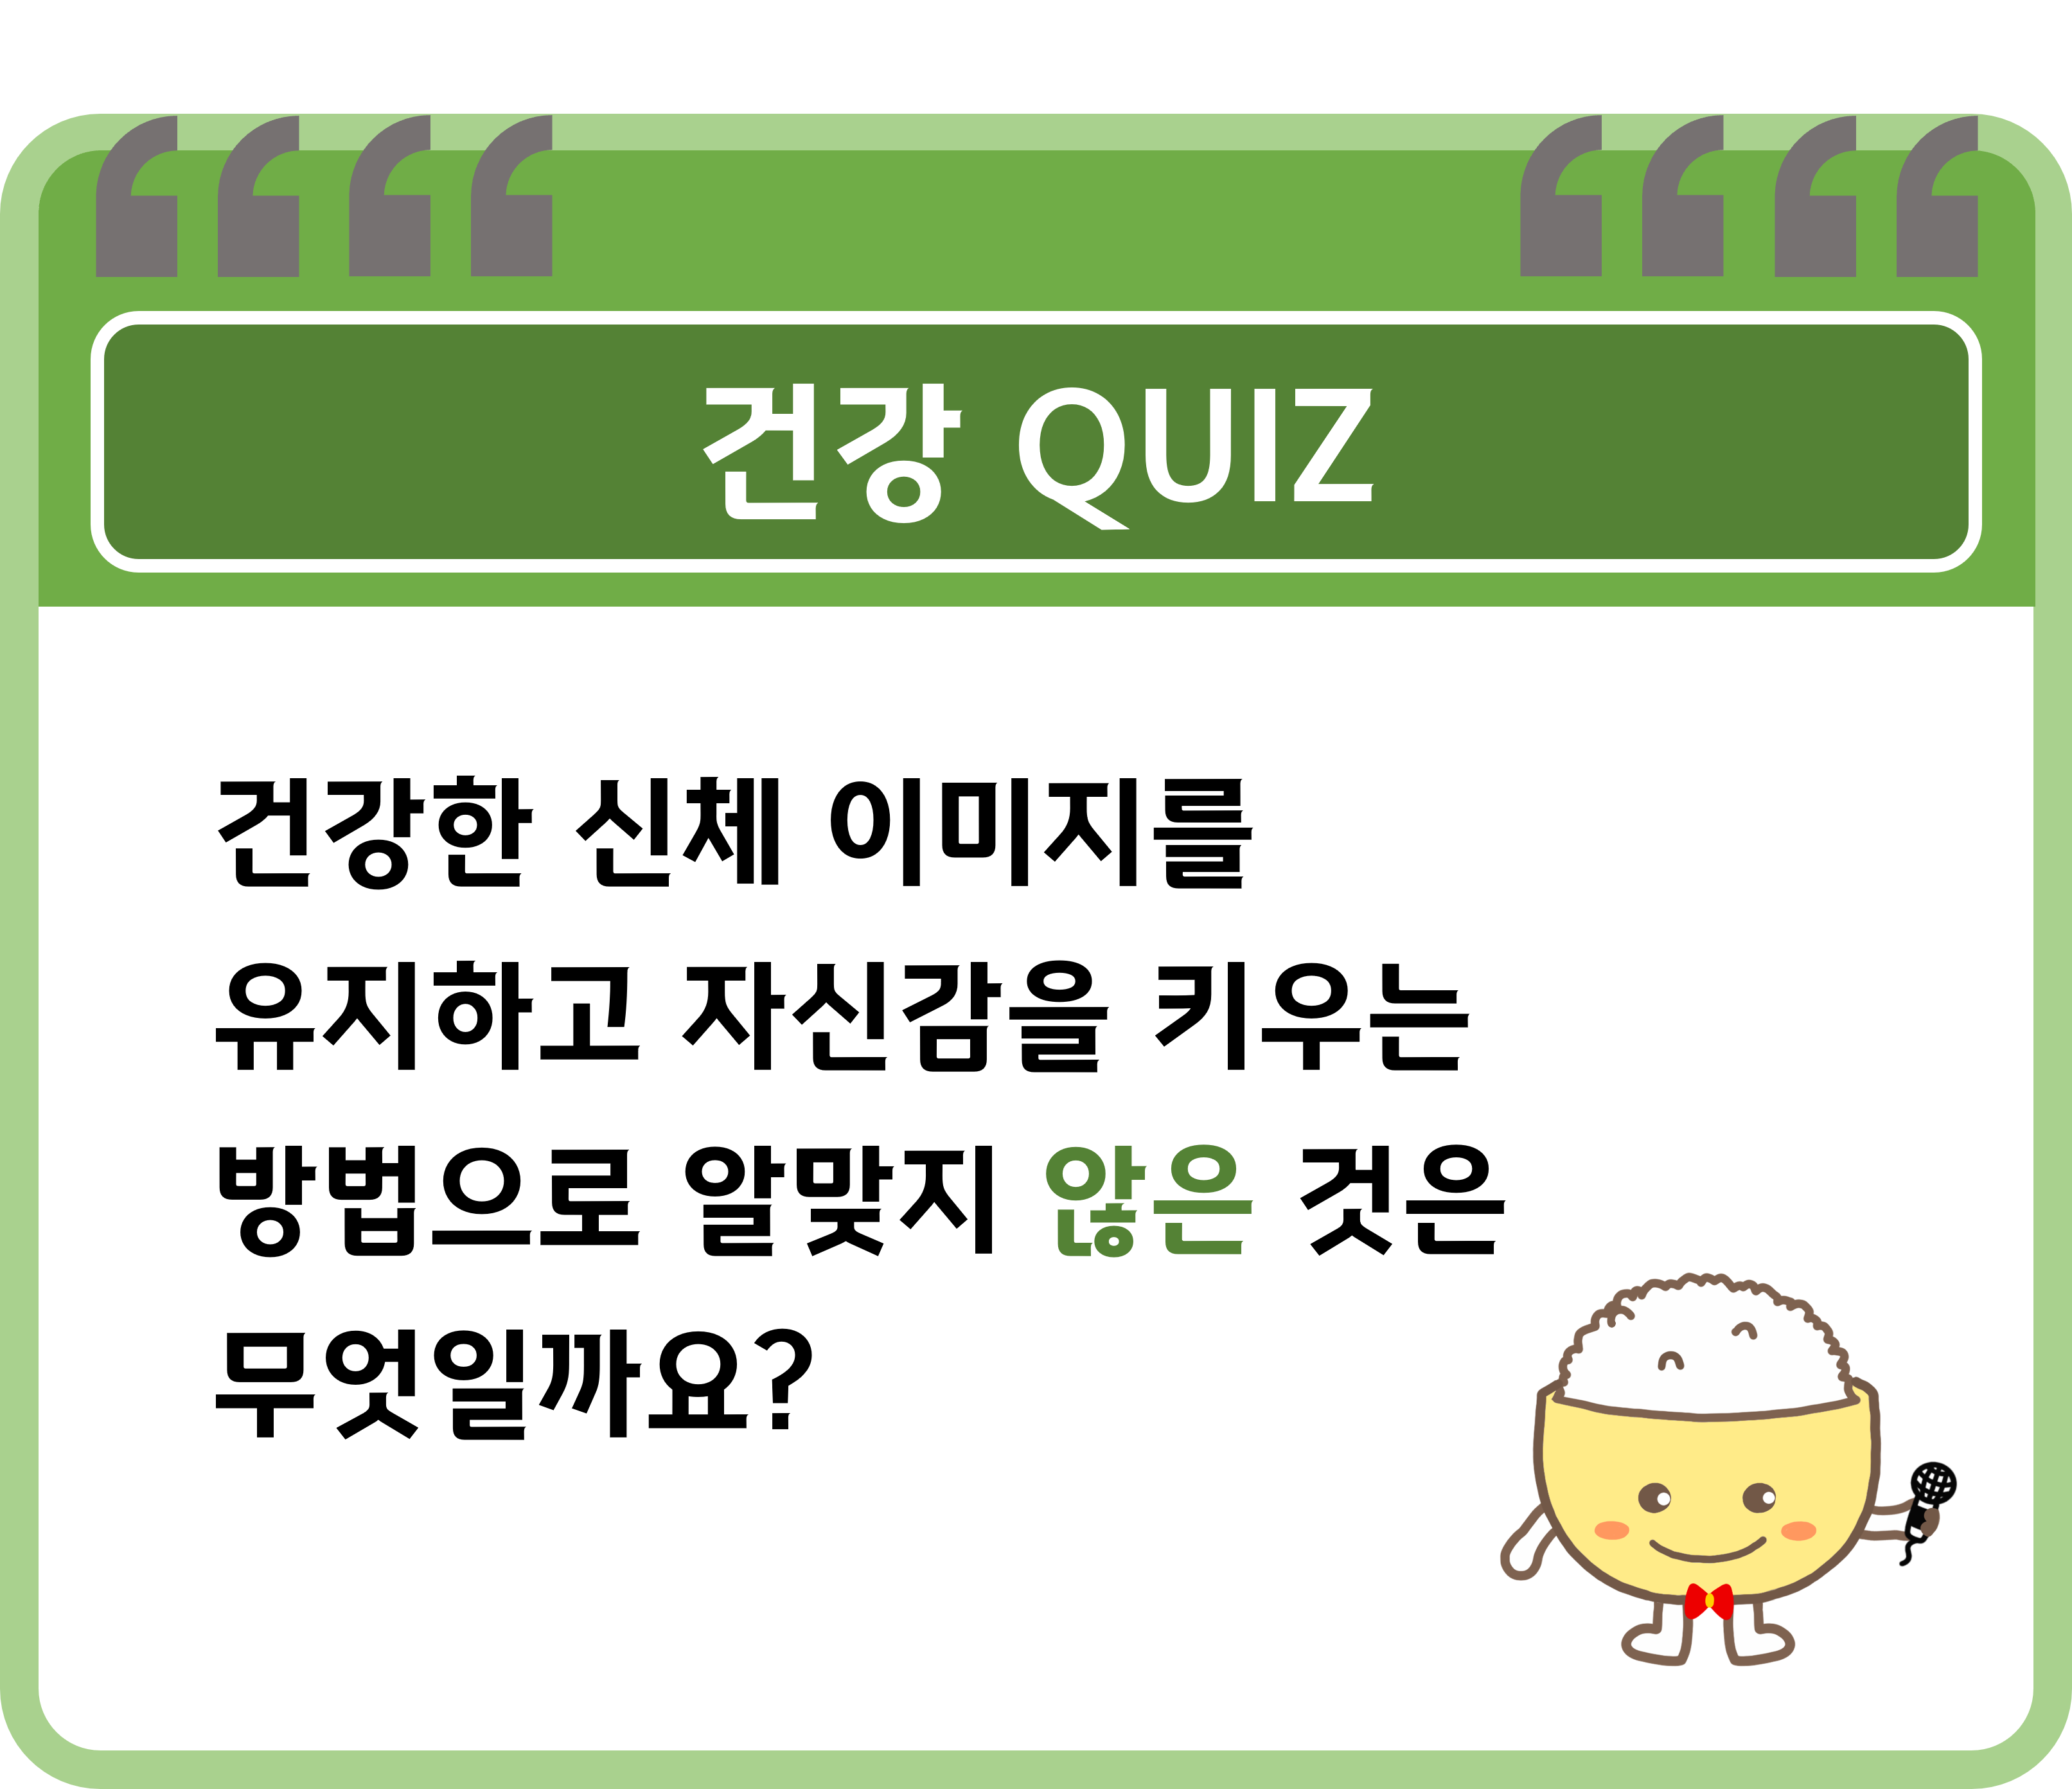 건강 QUIZ
건강한 신체 이미지를
유지하고 자신감을 키우는
방법으로 알맞지 않은 것은
무엇일까요?